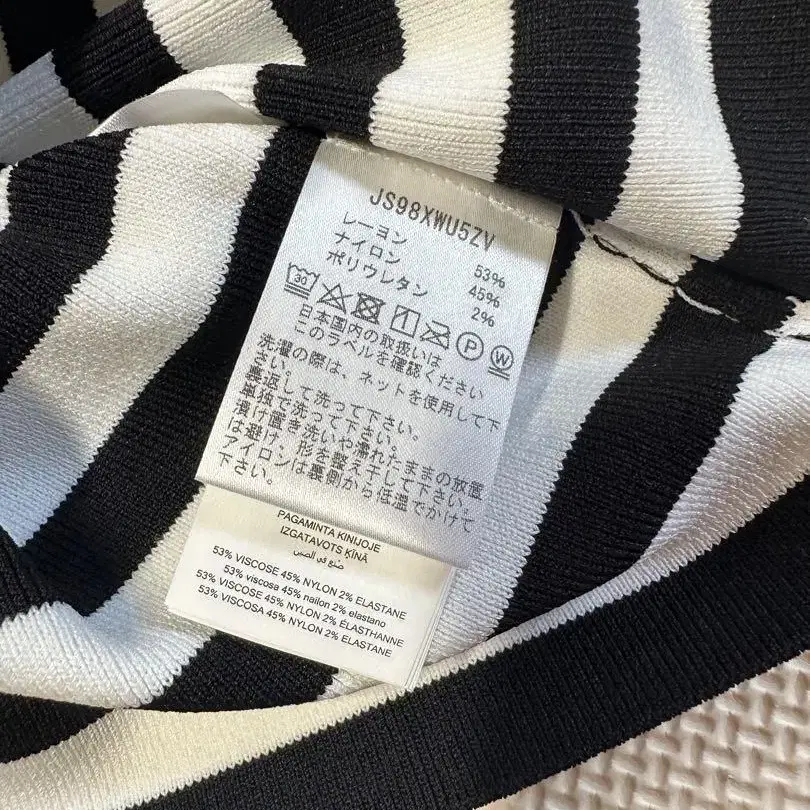 JS98XWU5ZV
レーヨン 53%
ナイロン 45%
ポリウレタン 2%
30 P W
日本国内の取扱いは
このラベルを確認ください
洗濯の際は、ネットを使用して下
さい。
裏返して洗って下さい。
単独で洗って下さい。
漬け置き洗いや濡れたままの放置
は避け、形を整え干して下さい。
アイロンは裏側から低温でかけて
下さい。
PAGAMINTA KINIJOJE
IZGATAVOTS ĶĪNĀ
صنع في الصين
53% VISCOSE 45% NYLON 2% ELASTANE
53% viscosa 45% nailon 2% elastano
53% VISCOSE 45% NYLON 2% ELASTHANNE
53% VISCOSA 45% NYLON 2% ELASTANE